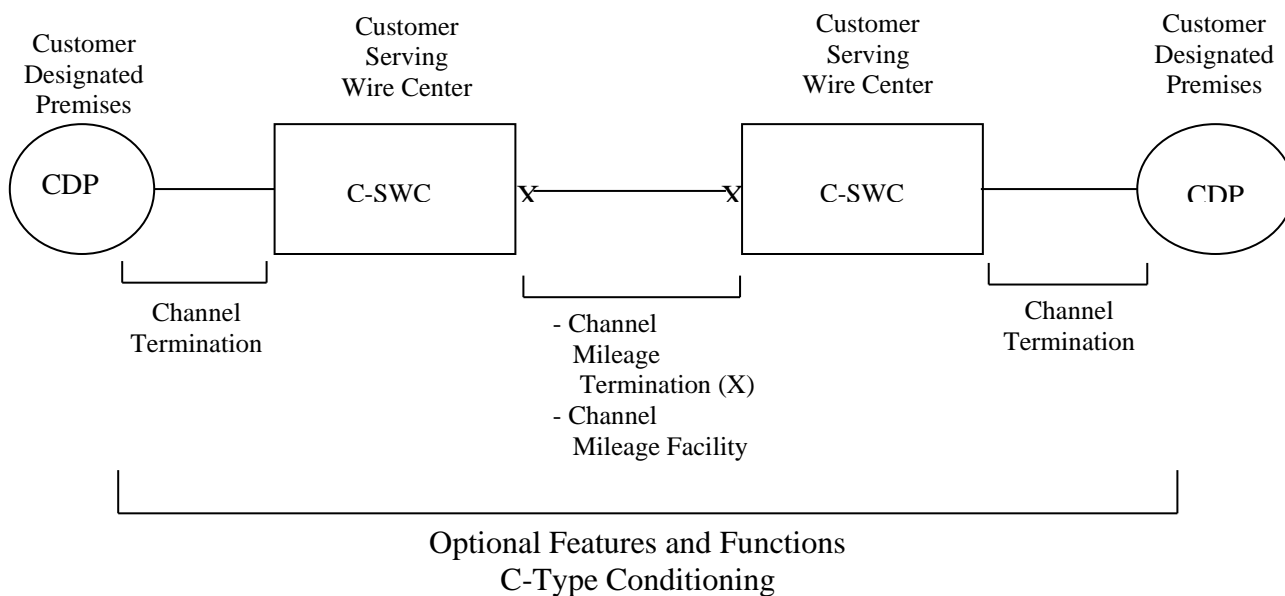 Customer
Designated
Premises
Customer
Serving
Wire Center
Customer
Serving
Wire Center
Customer
Designated
Premises
CDP
C-SWC
X
X
C-SWC
CDP
Channel
Termination
- Channel
Mileage
Termination (X)
- Channel
Mileage Facility
Channel
Termination
Optional Features and Functions
C-Type Conditioning